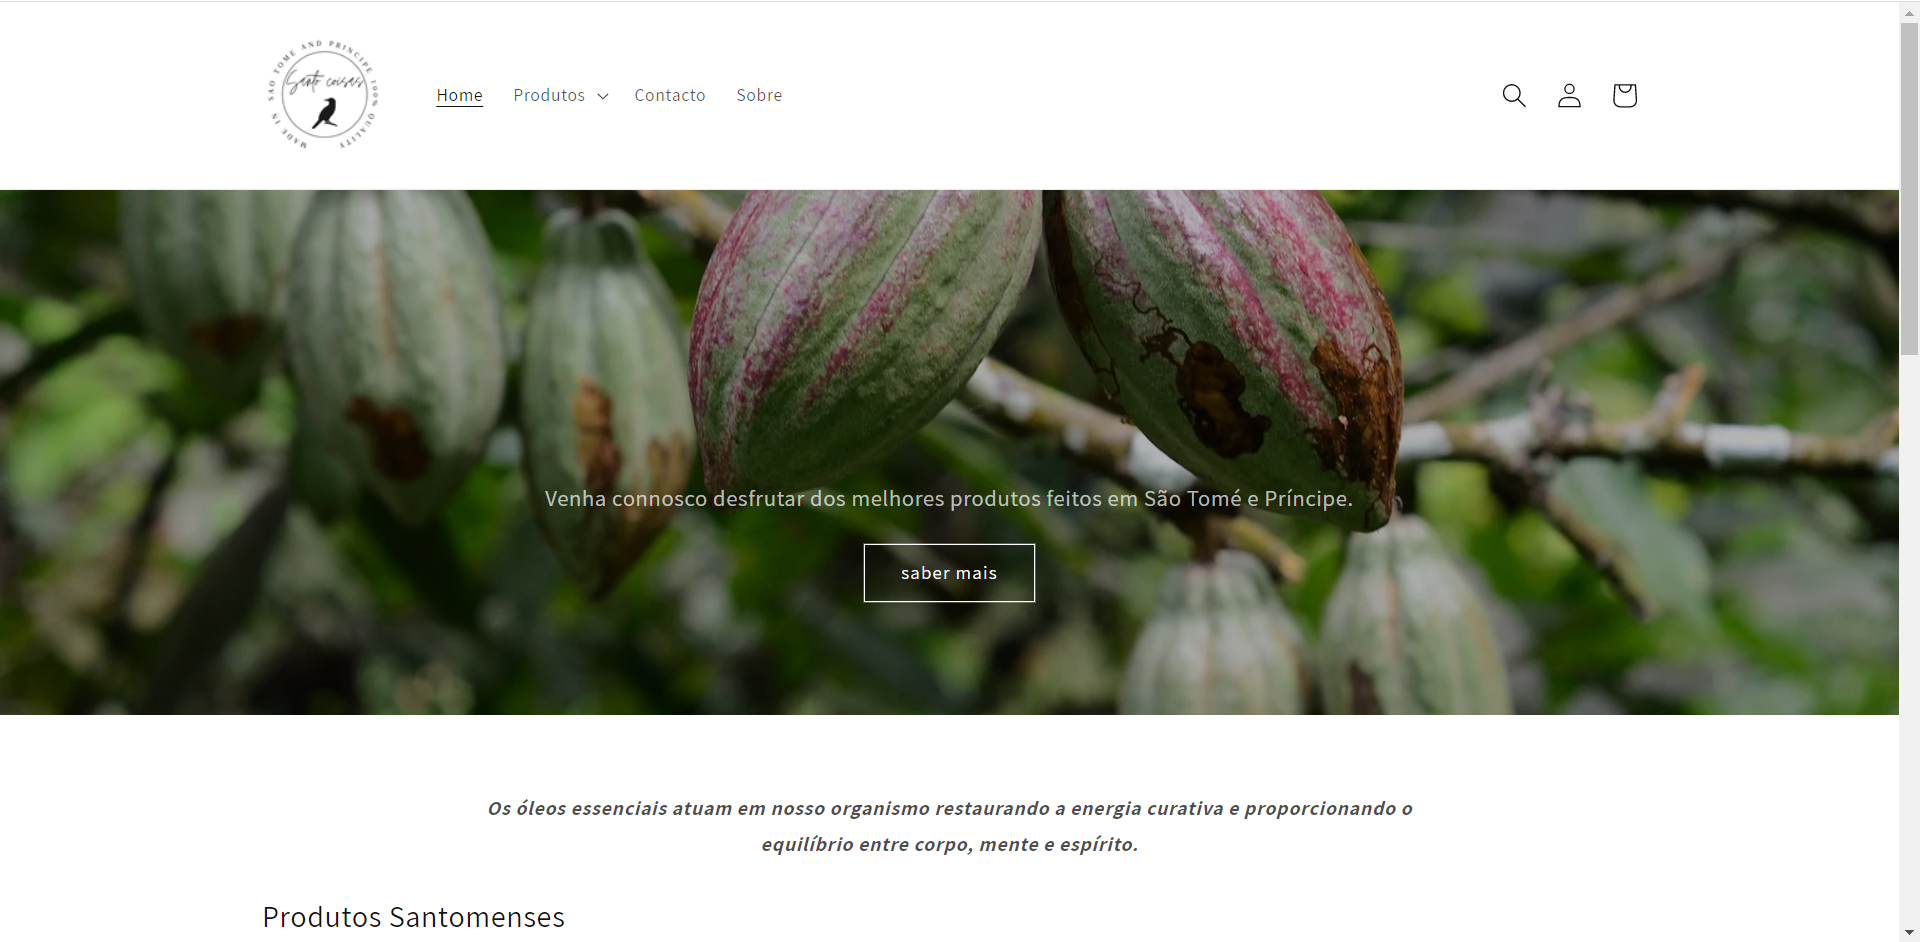 MADE IN SAO TOME AND PRINCIPE 100% QUALITY
Santo coisas
Home
Produtos
Contacto
Sobre
Venha connosco desfrutar dos melhores produtos feitos em São Tomé e Príncipe.
saber mais
Os óleos essenciais atuam em nosso organismo restaurando a energia curativa e proporcionando o
equilíbrio entre corpo, mente e espírito.
Produtos Santomenses